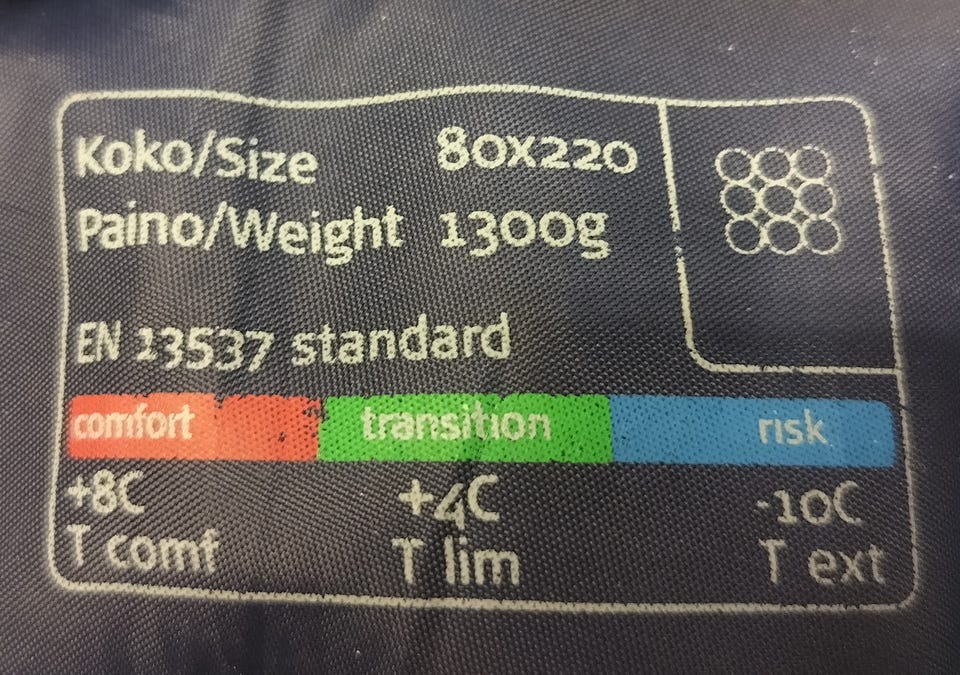 Koko/Size 80x220
Paino/Weight 1300g
EN 13537 standard
comfort transition risk
+8C +4C -10C
T comf T lim T ext